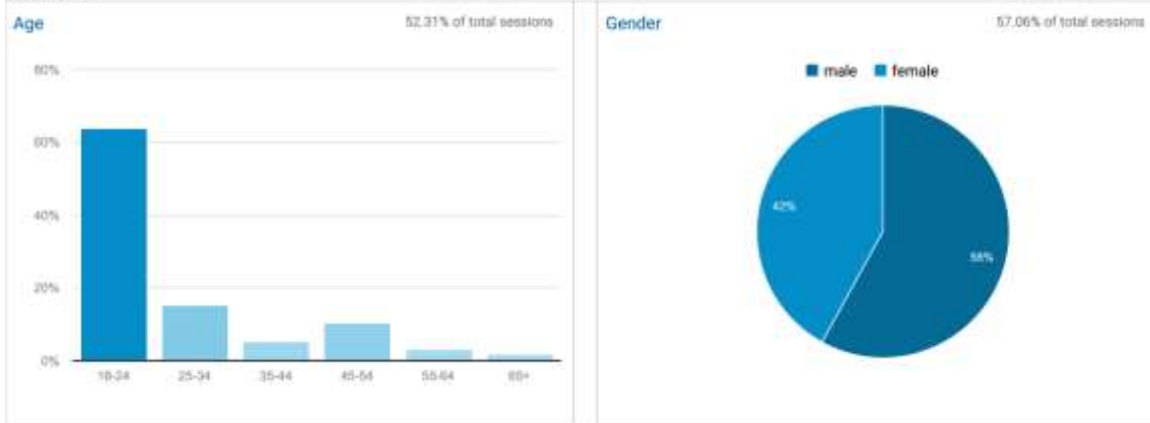 Age
52.31% of total sessions
80%
60%
40%
20%
0%
18-24
25-34
35-44
45-54
55-64
65+
Gender
57.06% of total sessions
male
female
42%
58%